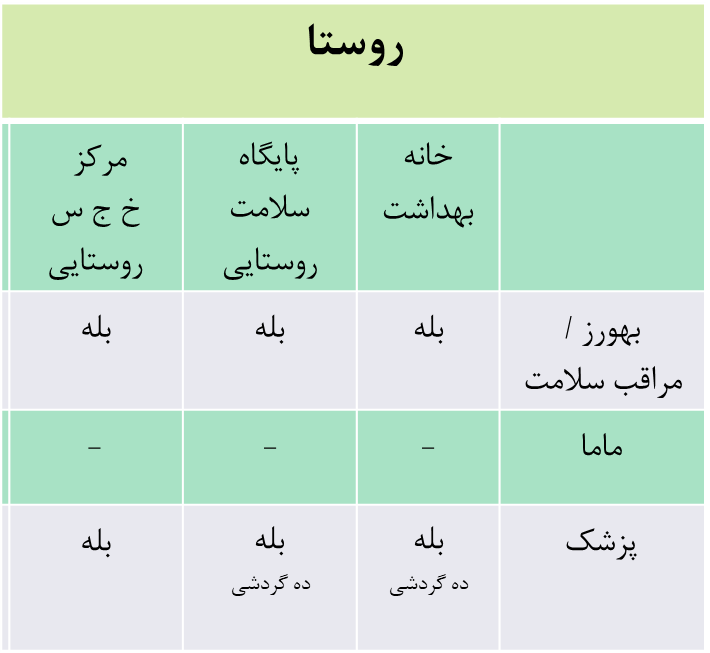 روستا
خانه
بهداشت
پایگاه
سلامت
روستایی
مرکز
خ ج س
روستایی
بهورز /
مراقب سلامت
بله
بله
بله
ماما
–
–
–
پزشک
بله
ده گردشی
بله
ده گردشی
بله